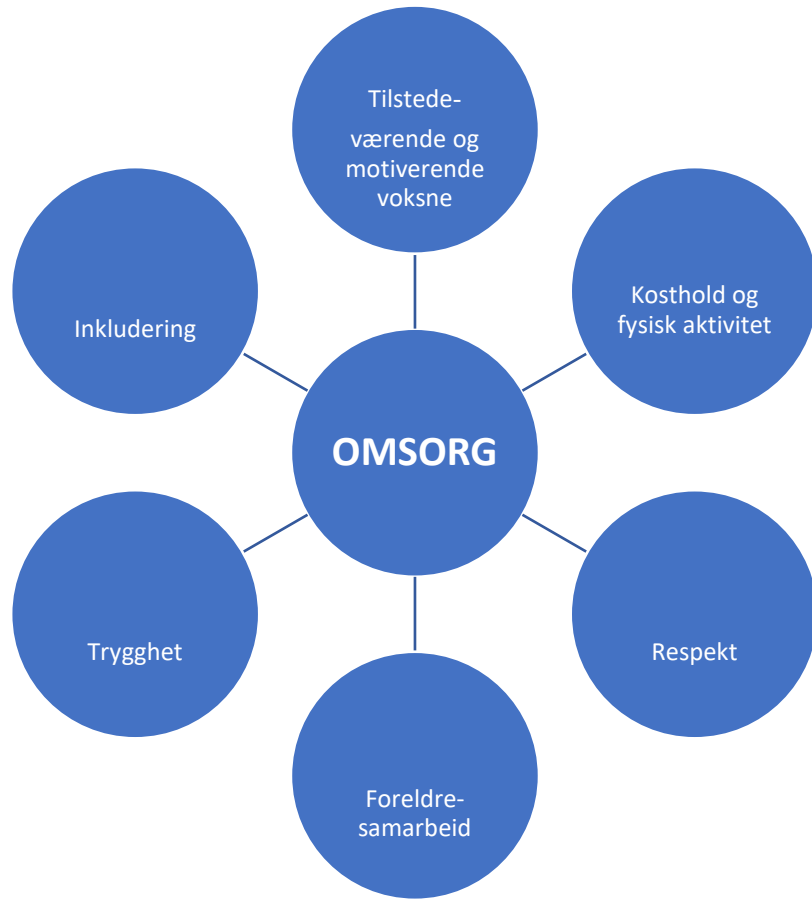 Tilstede-
værende og
motiverende
voksne
Inkludering
Kosthold og
fysisk aktivitet
OMSORG
Trygghet
Respekt
Foreldre-
samarbeid